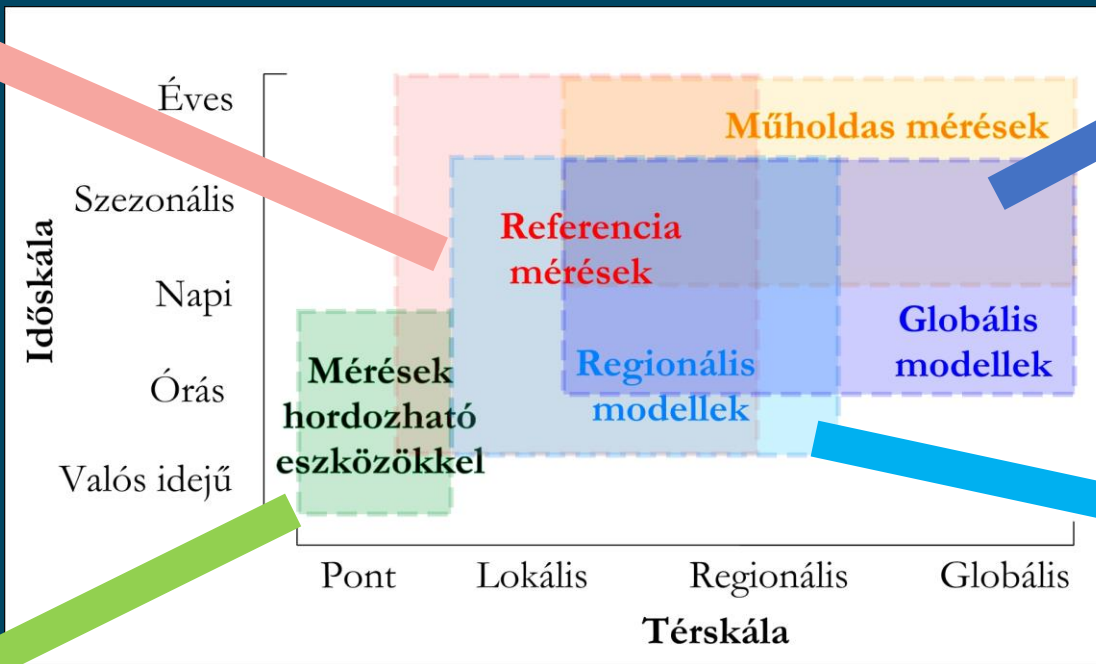 Időskála
Éves
Szezonális
Napi
Órás
Valós idejű
Műholdas mérések
Referencia
mérések
Globális
modellek
Regionális
modellek
Mérések
hordozható
eszközökkel
Pont
Lokális
Regionális
Globális
Térskála